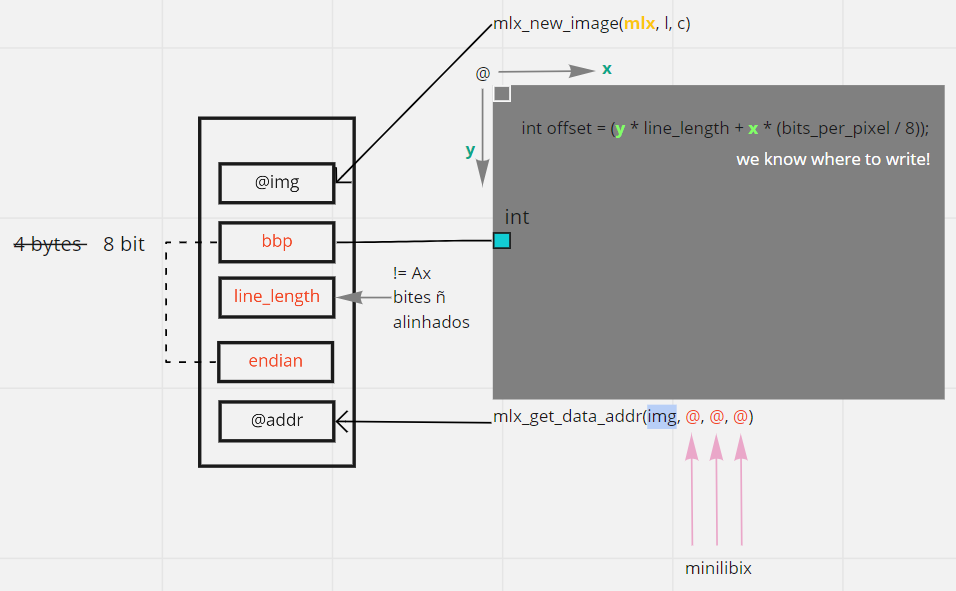 mlx_new_image(mlx, l, c)
@
x
int offset = (y * line_length + x * (bits_per_pixel / 8));
y
we know where to write!
@img
int
4 bytes 8 bit
bbp
!= Ax
line_length
bites ñ
alinhados
endian
@addr
mlx_get_data_addr(img, @, @, @)
minilibix